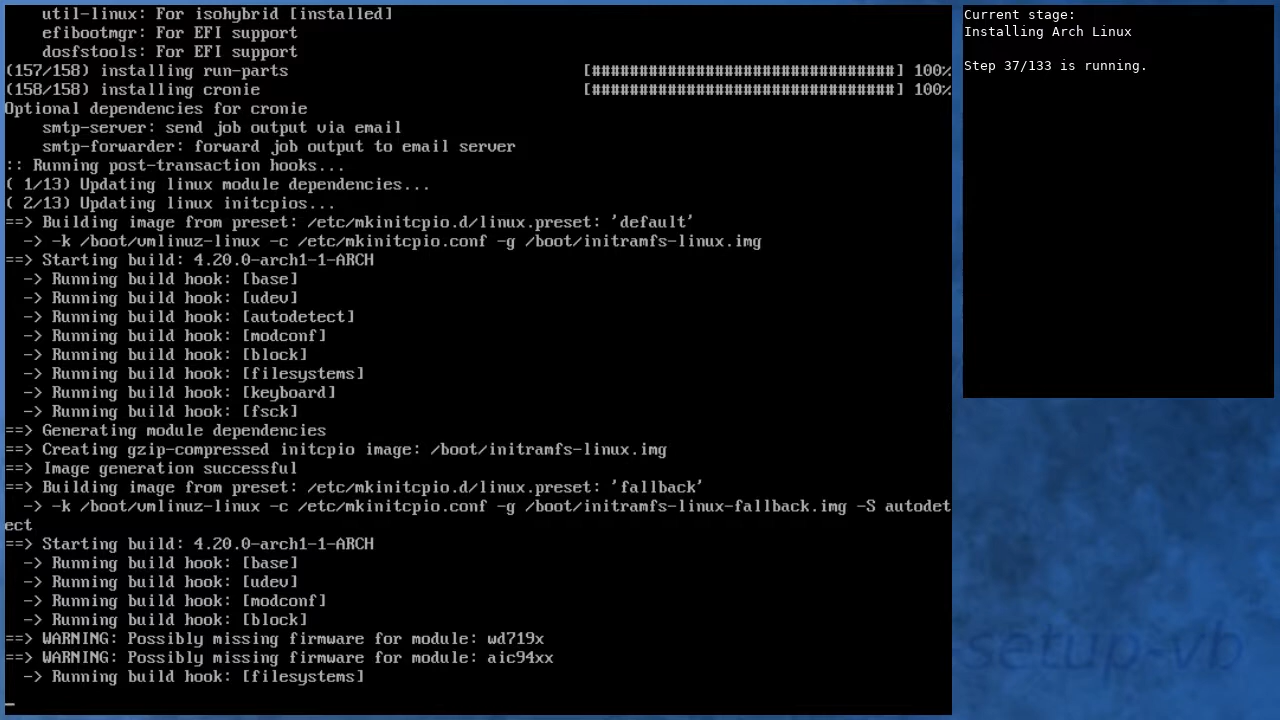 util-linux: For isohybrid [installed]
    efibootmgr: For EFI support
    dosfstools: For EFI support
(157/158) installing run-parts                               [################################] 100%
(158/158) installing cronie                                  [################################] 100%
Optional dependencies for cronie
    smtp-server: send job output via email
    smtp-forwarder: forward job output to email server
:: Running post-transaction hooks...
( 1/13) Updating linux module dependencies...
( 2/13) Updating linux initcpios...
==> Building image from preset: /etc/mkinitcpio.d/linux.preset: 'default'
  -> -k /boot/vmlinuz-linux -c /etc/mkinitcpio.conf -g /boot/initramfs-linux.img
==> Starting build: 4.20.0-arch1-1-ARCH
  -> Running build hook: [base]
  -> Running build hook: [udev]
  -> Running build hook: [autodetect]
  -> Running build hook: [modconf]
  -> Running build hook: [block]
  -> Running build hook: [filesystems]
  -> Running build hook: [keyboard]
  -> Running build hook: [fsck]
==> Generating module dependencies
==> Creating gzip-compressed initcpio image: /boot/initramfs-linux.img
==> Image generation successful
==> Building image from preset: /etc/mkinitcpio.d/linux.preset: 'fallback'
  -> -k /boot/vmlinuz-linux -c /etc/mkinitcpio.conf -g /boot/initramfs-linux-fallback.img -S autodet
ect
==> Starting build: 4.20.0-arch1-1-ARCH
  -> Running build hook: [base]
  -> Running build hook: [udev]
  -> Running build hook: [modconf]
  -> Running build hook: [block]
==> WARNING: Possibly missing firmware for module: wd719x
==> WARNING: Possibly missing firmware for module: aic94xx
  -> Running build hook: [filesystems]
_
Current stage:
Installing Arch Linux
Step 37/133 is running.
-setup-vb